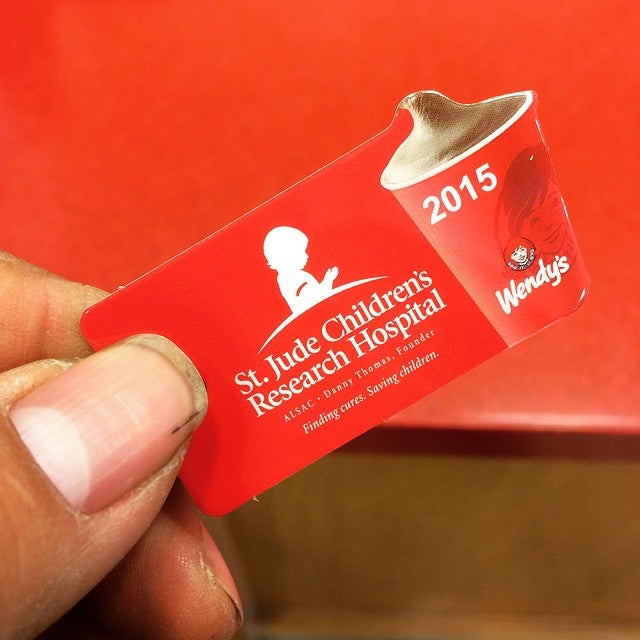 2015
Wendy's
St. Jude Children's
Research Hospital
ALSAC • Danny Thomas, Founder
Finding cures. Saving children.